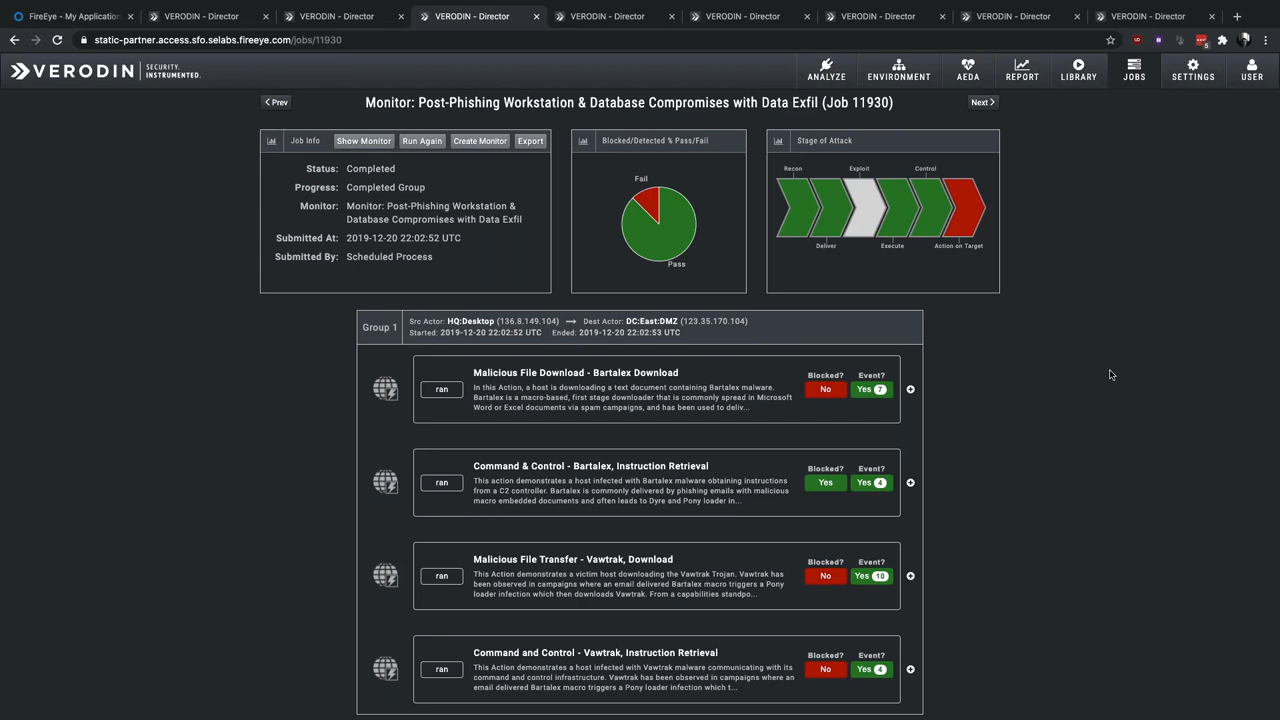 FireEye - My Application
VERODIN - Director
VERODIN - Director
VERODIN - Director
VERODIN - Director
VERODIN - Director
VERODIN - Director
VERODIN - Director
VERODIN - Director
static-partner.access.sfo.selabs.fireeye.com/jobs/11930
5
VERODIN
SECURITY.
INSTRUMENTED.
ANALYZE
ENVIRONMENT
AEDA
REPORT
LIBRARY
JOBS
SETTINGS
USER
Prev
Monitor: Post-Phishing Workstation & Database Compromises with Data Exfil (Job 11930)
Next
Job Info
Show Monitor
Run Again
Create Monitor
Export
Status: Completed
Progress: Completed Group
Monitor: Monitor: Post-Phishing Workstation &
Database Compromises with Data Exfil
Submitted At: 2019-12-20 22:02:52 UTC
Submitted By: Scheduled Process
Blocked/Detected % Pass/Fail
Fail
Pass
Stage of Attack
Recon
Exploit
Control
Deliver
Execute
Action on Target
Group 1
Src Actor: HQ:Desktop (136.8.149.104) → Dest Actor: DC:East:DMZ (123.35.170.104)
Started: 2019-12-20 22:02:52 UTC Ended: 2019-12-20 22:02:53 UTC
ran
Malicious File Download - Bartalex Download
In this Action, a host is downloading a text document containing Bartalex malware.
Bartalex is a macro-based, first stage downloader that is commonly spread in Microsoft
Word or Excel documents via spam campaigns, and has been used to deliv...
Blocked? Event?
No Yes 7
ran
Command & Control - Bartalex, Instruction Retrieval
This action demonstrates a host infected with Bartalex malware obtaining instructions
from a C2 controller. Bartalex is commonly delivered by phishing emails with malicious
macro embedded documents and often leads to Dyre and Pony loader in...
Blocked? Event?
Yes Yes 4
ran
Malicious File Transfer - Vawtrak, Download
This Action demonstrates a victim host downloading the Vawtrak Trojan. Vawtrak has
been observed in campaigns where an email delivered Bartalex macro triggers a Pony
loader infection which then downloads Vawtrak. From a capabilities standpo...
Blocked? Event?
No Yes 10
ran
Command and Control - Vawtrak, Instruction Retrieval
This Action demonstrates a host infected with Vawtrak malware communicating with its
command and control infrastructure. Vawtrak has been observed in campaigns where an
email delivered Bartalex macro triggers a Pony loader infection which t...
Blocked? Event?
No Yes 4